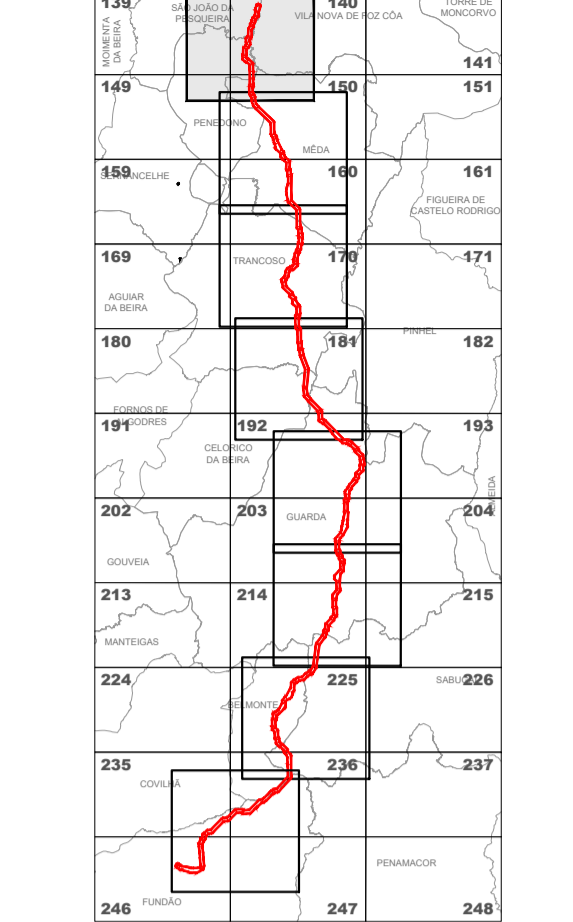 139
SÃO JOÃO DA
PESQUEIRA
140
VILA NOVA DE FOZ CÔA
TORRE DE
MONCORVO
MOIMENTA
DA BEIRA
141
149
150
151
PENEDONO
MÊDA
159
SERNANCELHE
160
161
FIGUEIRA DE
CASTELO RODRIGO
169
TRANCOSO
170
171
AGUIAR
DA BEIRA
PINHEL
180
181
182
FORNOS DE
ALGODRES
191
192
193
CELORICO
DA BEIRA
ALMEIDA
202
203
GUARDA
204
GOUVEIA
213
214
215
MANTEIGAS
224
225
SABUGAL
226
BELMONTE
235
236
237
COVILHÃ
PENAMACOR
FUNDÃO
246
247
248